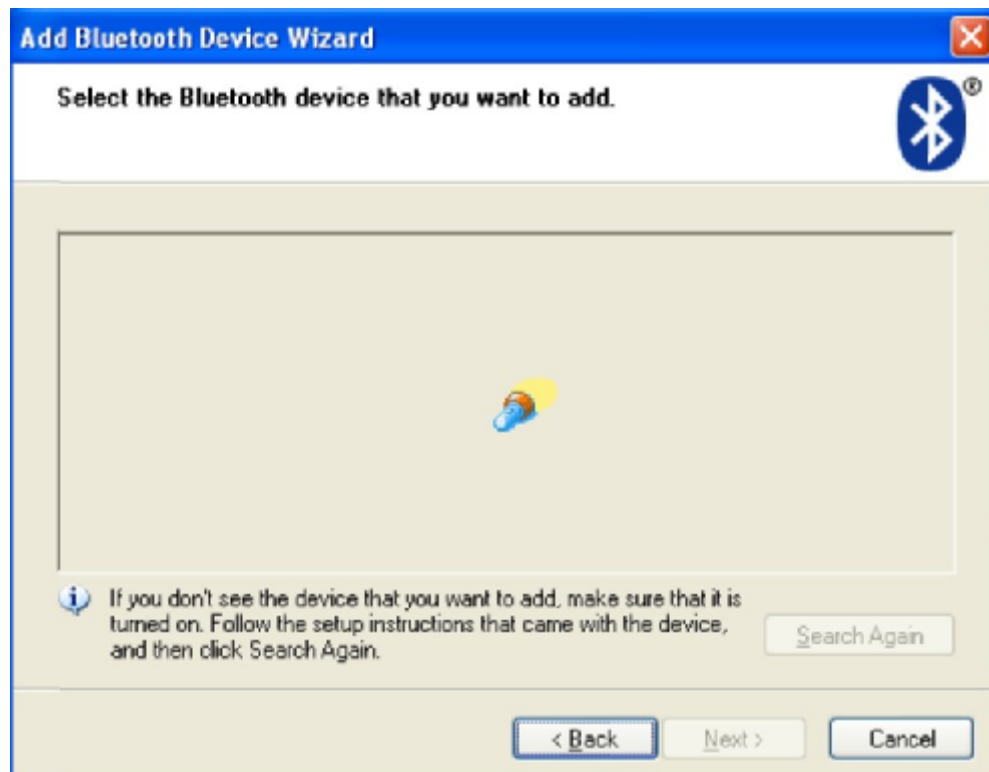 Add Bluetooth Device Wizard
Select the Bluetooth device that you want to add.
®
If you don't see the device that you want to add, make sure that it is
turned on. Follow the setup instructions that came with the device,
and then click Search Again.
Search Again
< Back
Next >
Cancel